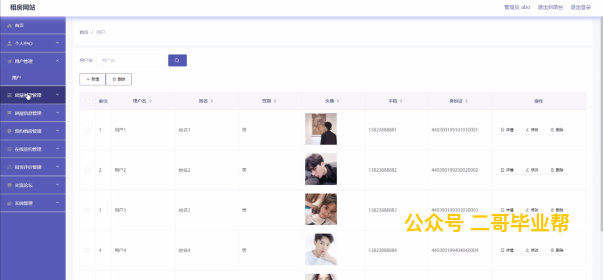 租房网站
管理员 abo 退出到前台 退出登录
首页
个人中心
用户管理
用户
房屋类型管理
房屋信息管理
预约看房管理
在线签约管理
租赁评价管理
交流论坛
系统管理
首页 / 用户
用户名 用户名
+ 新增 删除
索引 用户名 姓名 性别 头像 手机 身份证 操作
1 用户1 姓名1 男 13823888881 440300199101010001 详情 修改 删除
2 用户2 姓名2 男 13823888882 440300199202020002 详情 修改 删除
3 用户3 姓名3 男 13823888883 440300199303030003 详情 修改 删除
4 用户4 姓名4 男 13823888884 440300199404040004 详情 修改 删除
公众号 二哥毕业帮